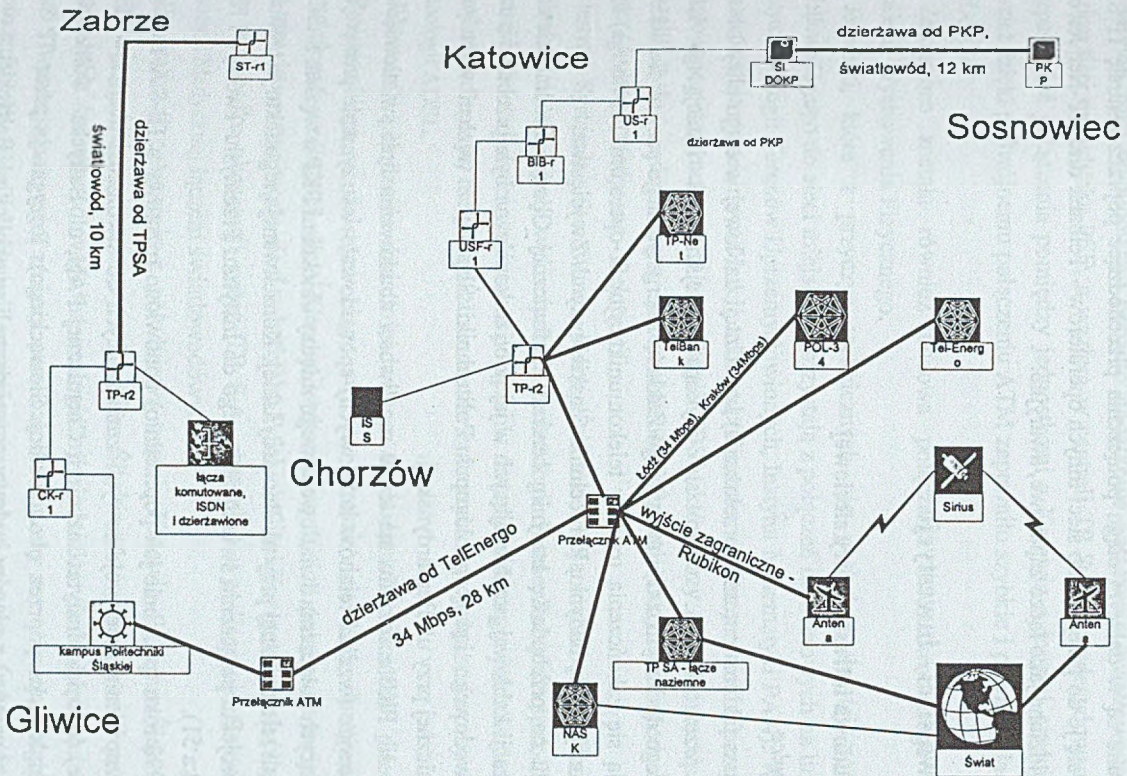 Zabrze
ST-r1
dzierżawa od TPSA
światłowód, 10 km
TP-r2
CK-r
1
łącza
komutowane,
ISDN
i dzierżawione
kampus Politechniki
Śląskiej
Gliwice
Przełącznik ATM
dzierżawa od TelEnergo
34 Mbps, 28 km
Katowice
SI.
DOKP
dzierżawa od PKP,
światłowód, 12 km
PK
P
Sosnowiec
US-r
1
dzierżawa od PKP
BIB-r
1
USF-r
1
TP-Ne
t
TelBan
k
TP-r2
IS
S
Chorzów
POL-3
4
Tel-Energ
o
Łódź (34 Mbps), Kraków (34Mbps)
Przełącznik ATM
wyjście zagraniczne -
Rubikon
Sirius
Anten
a
Anten
a
TP SA - łącze
naziemne
NAS
K
Świat